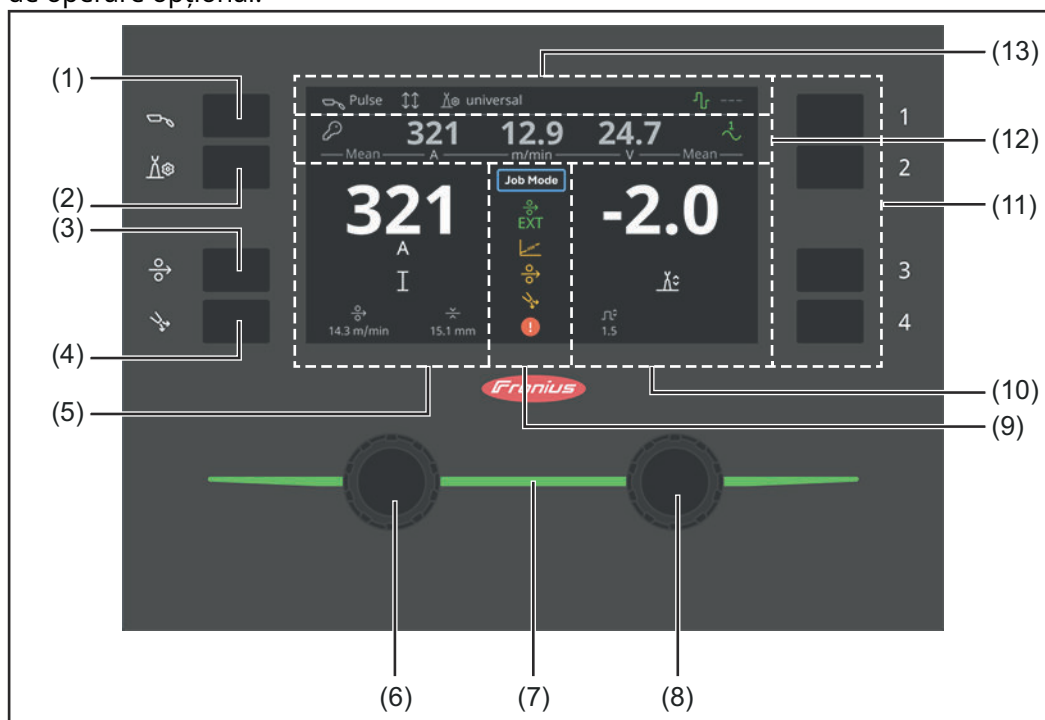 de operare opțional.
(13)
(1)
Pulse universal ---
1
321 12.9 24.7 1
(12)
Mean A m/min V Mean
Job Mode
2
(2)
321 -2.0
(11)
(3)
EXT
A
3
14.3 m/min 15.1 mm 1.5
4
(4)
!
(5)
Fronius
(10)
(9)
(6) (7) (8)